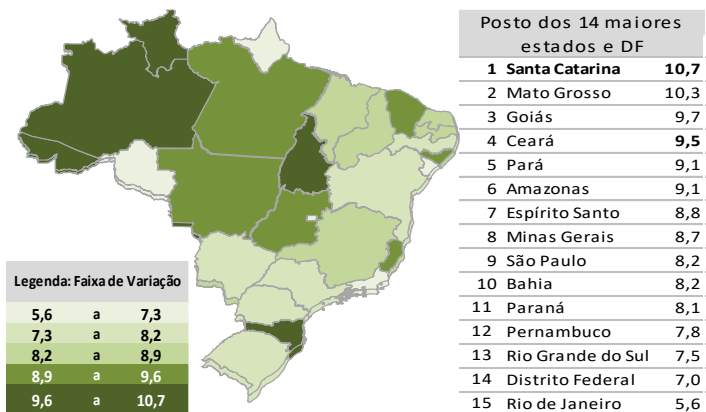 Posto dos 14 maiores
estados e DF
1 Santa Catarina 10,7
2 Mato Grosso 10,3
3 Goiás 9,7
4 Ceará 9,5
5 Pará 9,1
6 Amazonas 9,1
7 Espírito Santo 8,8
8 Minas Gerais 8,7
9 São Paulo 8,2
10 Bahia 8,2
11 Paraná 8,1
12 Pernambuco 7,8
13 Rio Grande do Sul 7,5
14 Distrito Federal 7,0
15 Rio de Janeiro 5,6
Legenda: Faixa de Variação
5,6 a 7,3
7,3 a 8,2
8,2 a 8,9
8,9 a 9,6
9,6 a 10,7